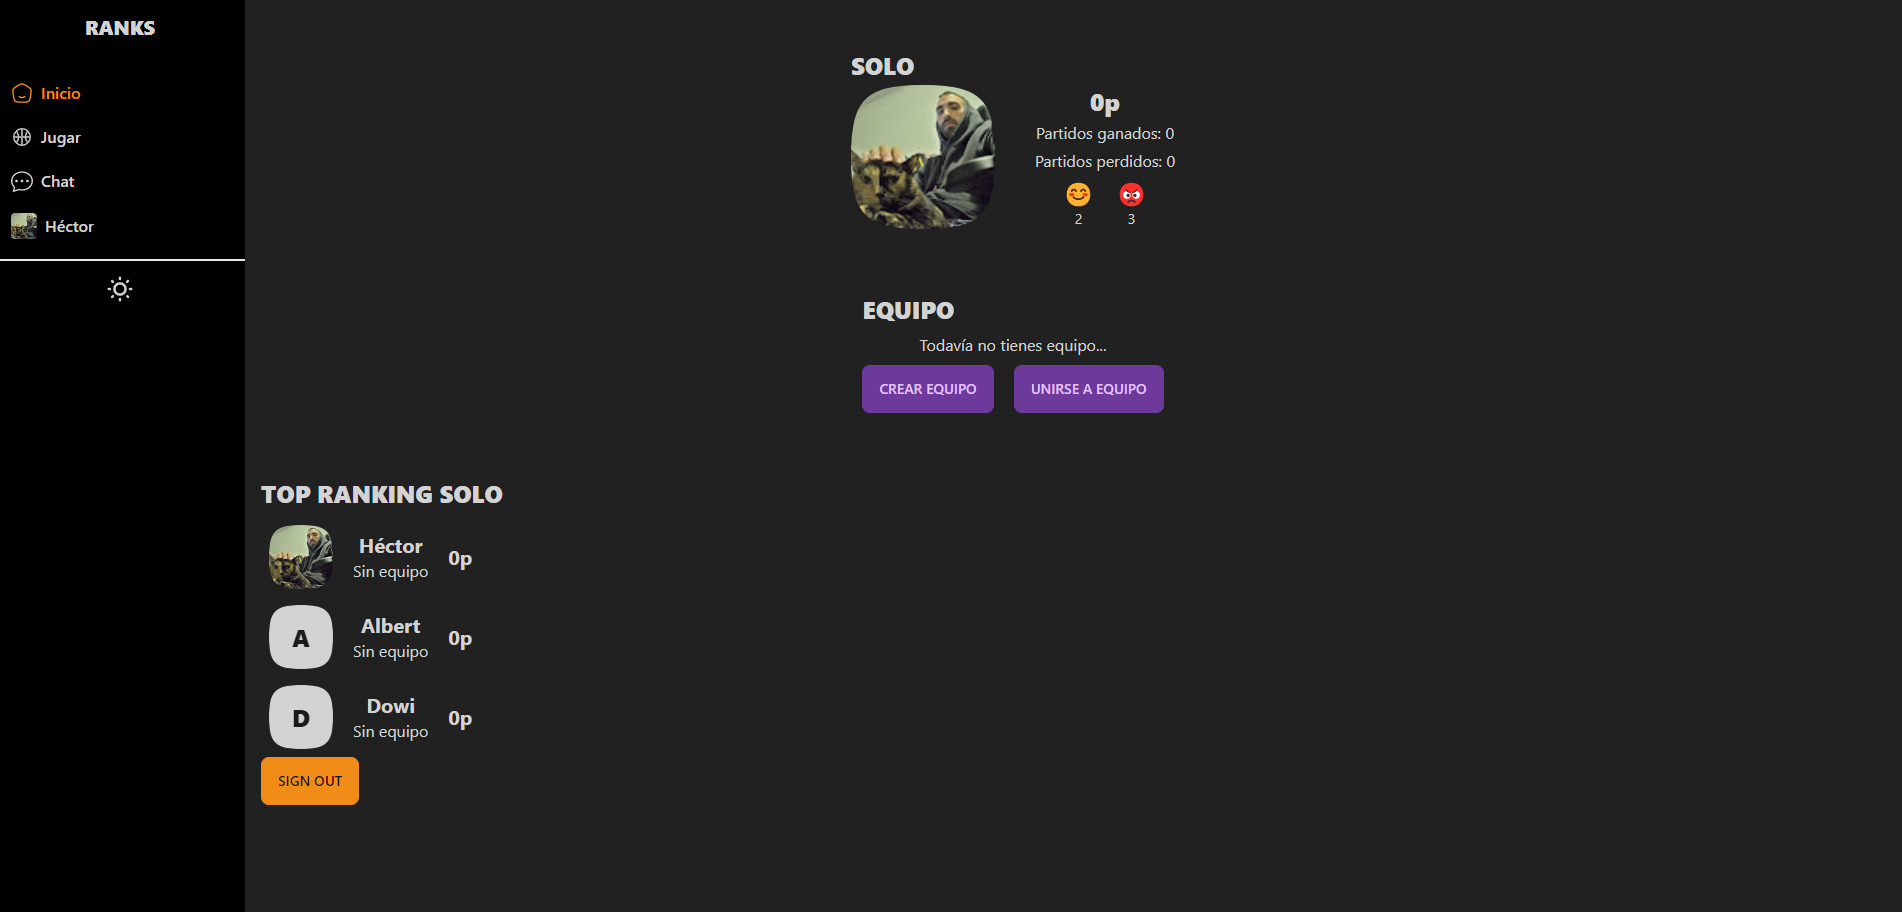 RANKS
Inicio
Jugar
Chat
Héctor
SOLO
0p
Partidos ganados: 0
Partidos perdidos: 0
2 3
EQUIPO
Todavía no tienes equipo...
CREAR EQUIPO UNIRSE A EQUIPO
TOP RANKING SOLO
Héctor
Sin equipo
0p
A
Albert
Sin equipo
0p
D
Dowi
Sin equipo
0p
SIGN OUT